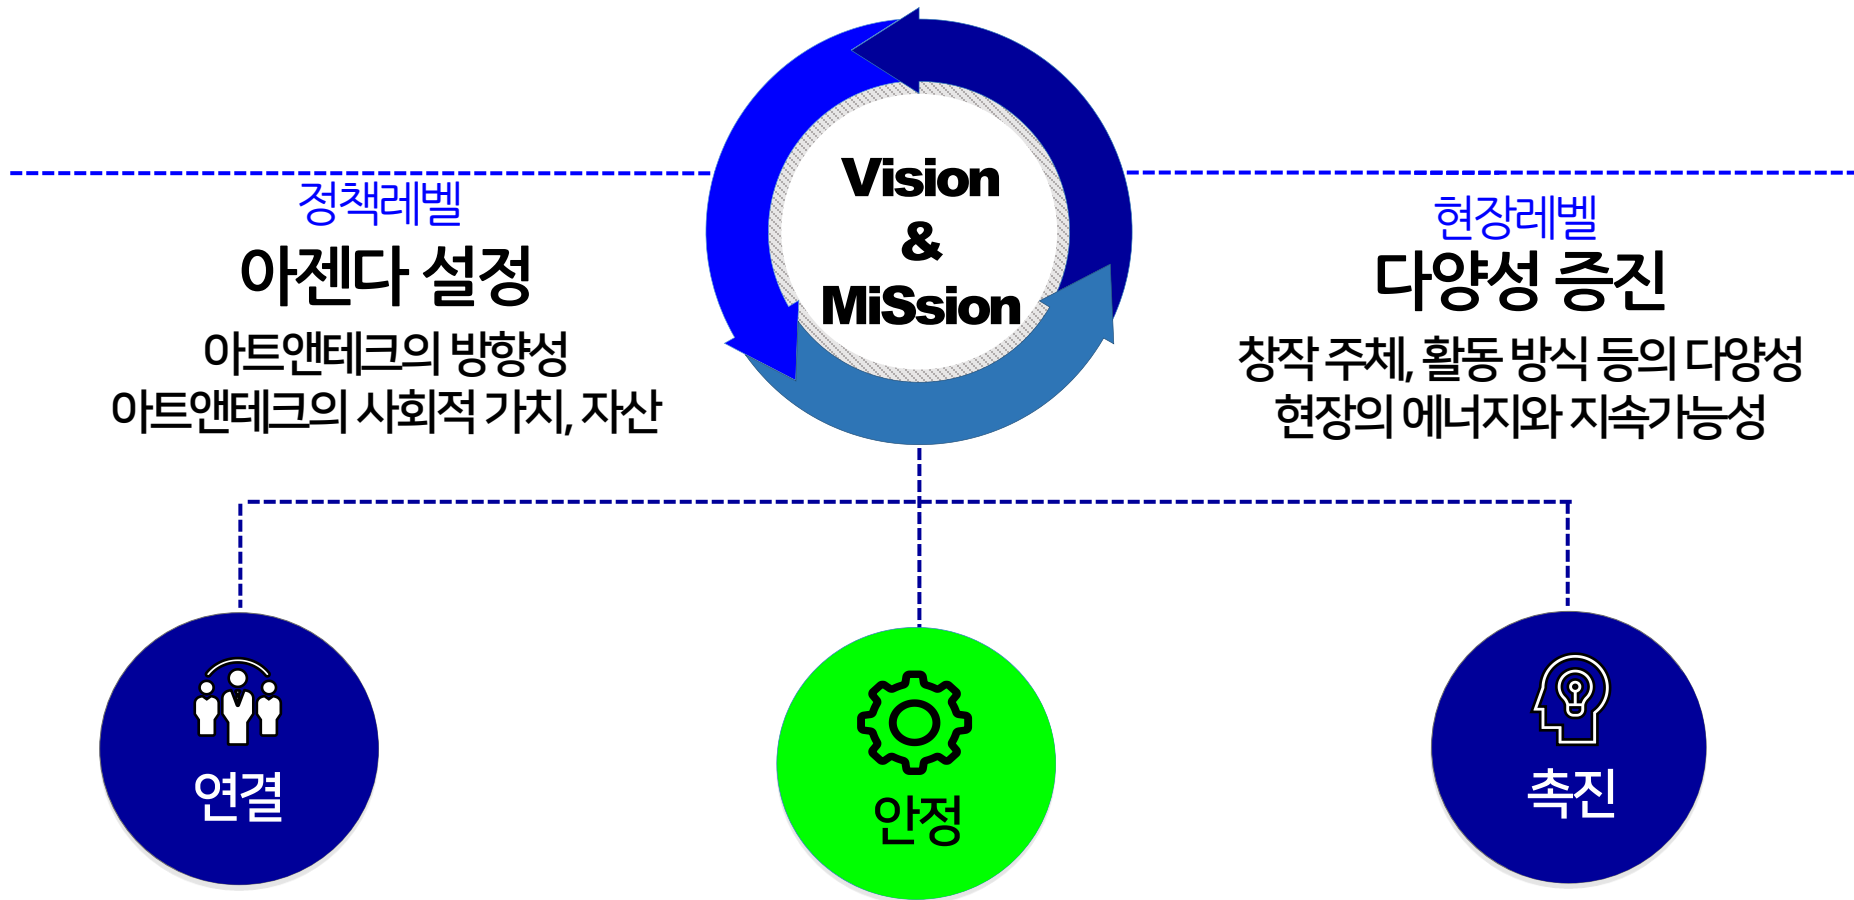 Vision
&
MiSsion
정책레벨
아젠다 설정
아트앤테크의 방향성
아트앤테크의 사회적 가치, 자산
현장레벨
다양성 증진
창작 주체, 활동 방식 등의 다양성
현장의 에너지와 지속가능성
연결
안정
촉진